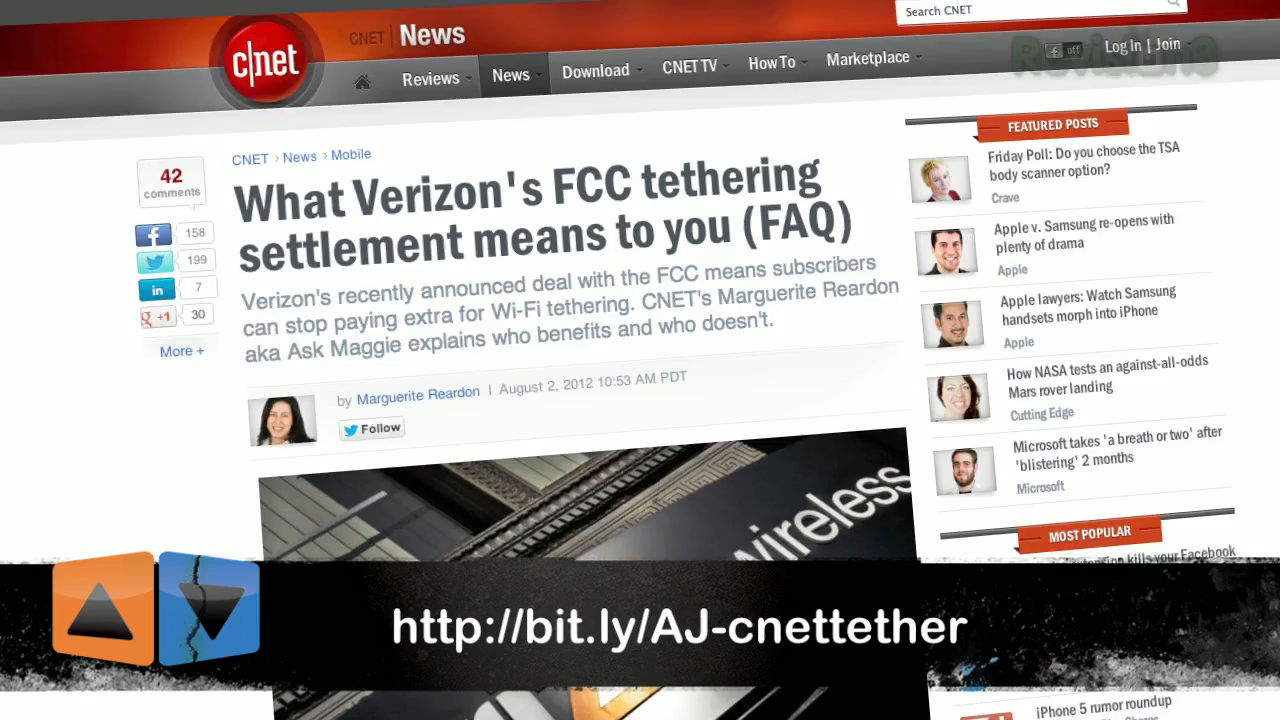 Search CNET
c|net
CNET | News
Revision3
f off
Log In | Join
Reviews
News
Download
CNET TV
How To
Marketplace
42
comments
158
199
in 7
g +1 30
More +
CNET › News › Mobile
What Verizon's FCC tethering
settlement means to you (FAQ)
Verizon's recently announced deal with the FCC means subscribers
can stop paying extra for Wi-Fi tethering. CNET's Marguerite Reardon
aka Ask Maggie explains who benefits and who doesn't.
by Marguerite Reardon | August 2, 2012 10:53 AM PDT
Follow
wireless
FEATURED POSTS
Friday Poll: Do you choose the TSA
body scanner option?
Crave
Apple v. Samsung re-opens with
plenty of drama
Apple
Apple lawyers: Watch Samsung
handsets morph into iPhone
Apple
How NASA tests an against-all-odds
Mars rover landing
Cutting Edge
Microsoft takes 'a breath or two' after
'blistering' 2 months
Microsoft
MOST POPULAR
kills your Facebook
http://bit.ly/AJ-cnettether
iPhone 5 rumor roundup